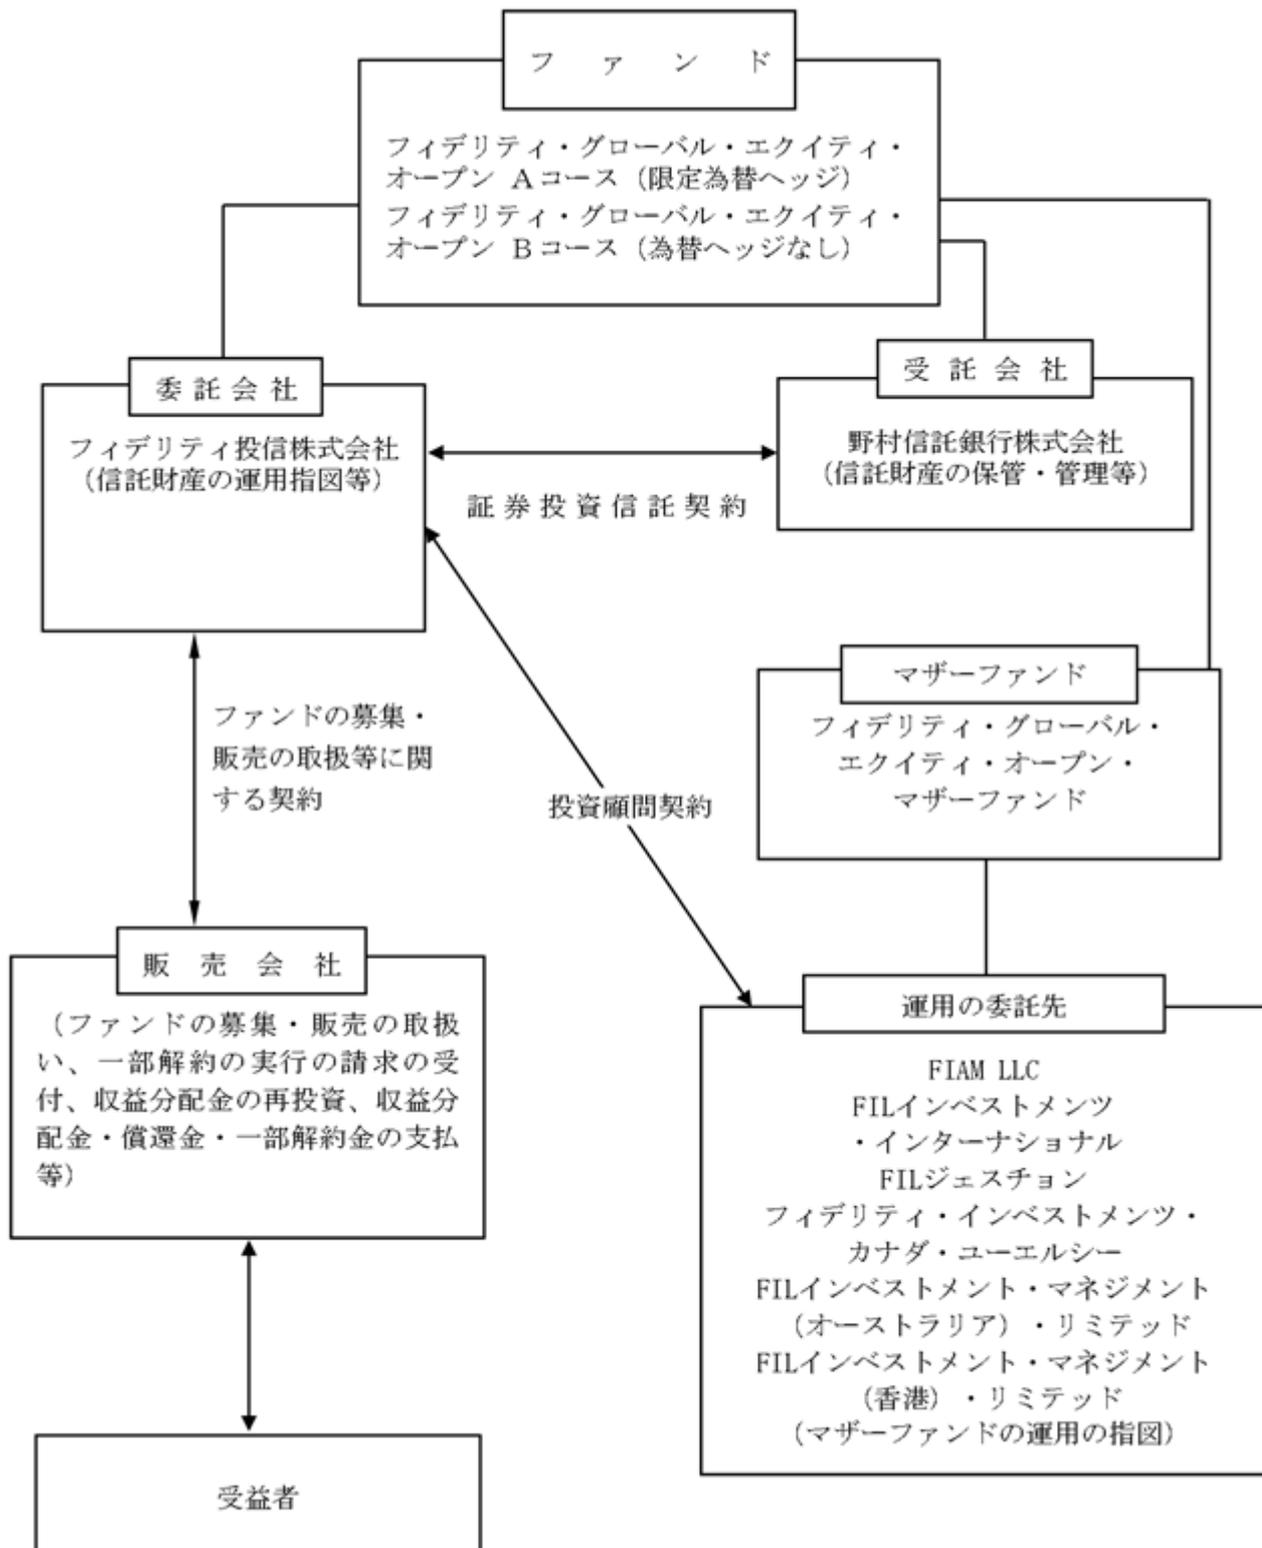 ファンド
フィデリティ・グローバル・エクイティ・
オープン Aコース（限定為替ヘッジ）
フィデリティ・グローバル・エクイティ・
オープン Bコース（為替ヘッジなし）
委託会社
フィデリティ投信株式会社
（信託財産の運用指図等）
証券投資信託契約
受託会社
野村信託銀行株式会社
（信託財産の保管・管理等）
ファンドの募集・
販売の取扱等に関
する契約
投資顧問契約
マザーファンド
フィデリティ・グローバル・
エクイティ・オープン・
マザーファンド
販売会社
（ファンドの募集・販売の取扱
い、一部解約の実行の請求の受
付、収益分配金の再投資、収益分
配金・償還金・一部解約金の支払
等）
運用の委託先
FIAM LLC
FILインベストメンツ
・インターナショナル
FILジェスチョン
フィデリティ・インベストメンツ・
カナダ・ユーエルシー
FILインベストメント・マネジメント
（オーストラリア）・リミテッド
FILインベストメント・マネジメント
（香港）・リミテッド
（マザーファンドの運用の指図）
受益者